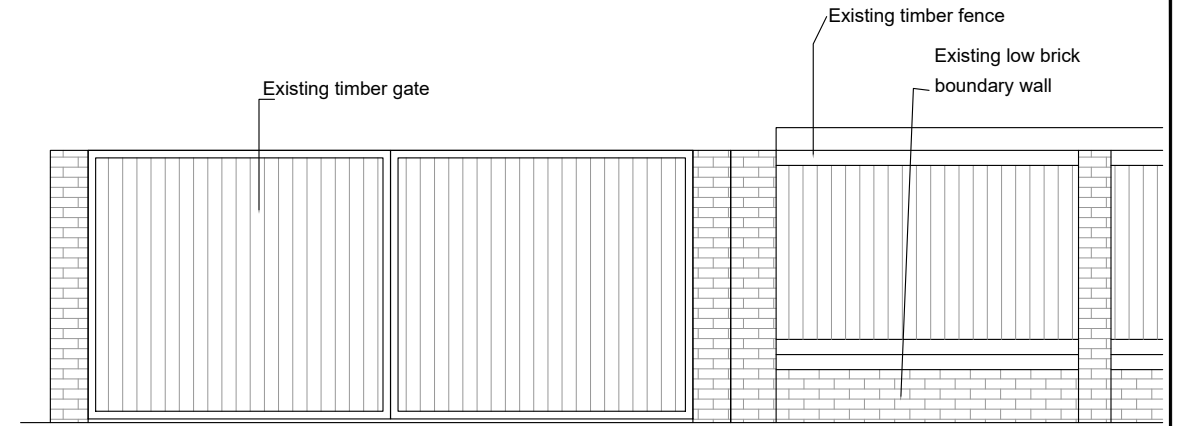 Existing timber fence
Existing low brick
boundary wall
Existing timber gate